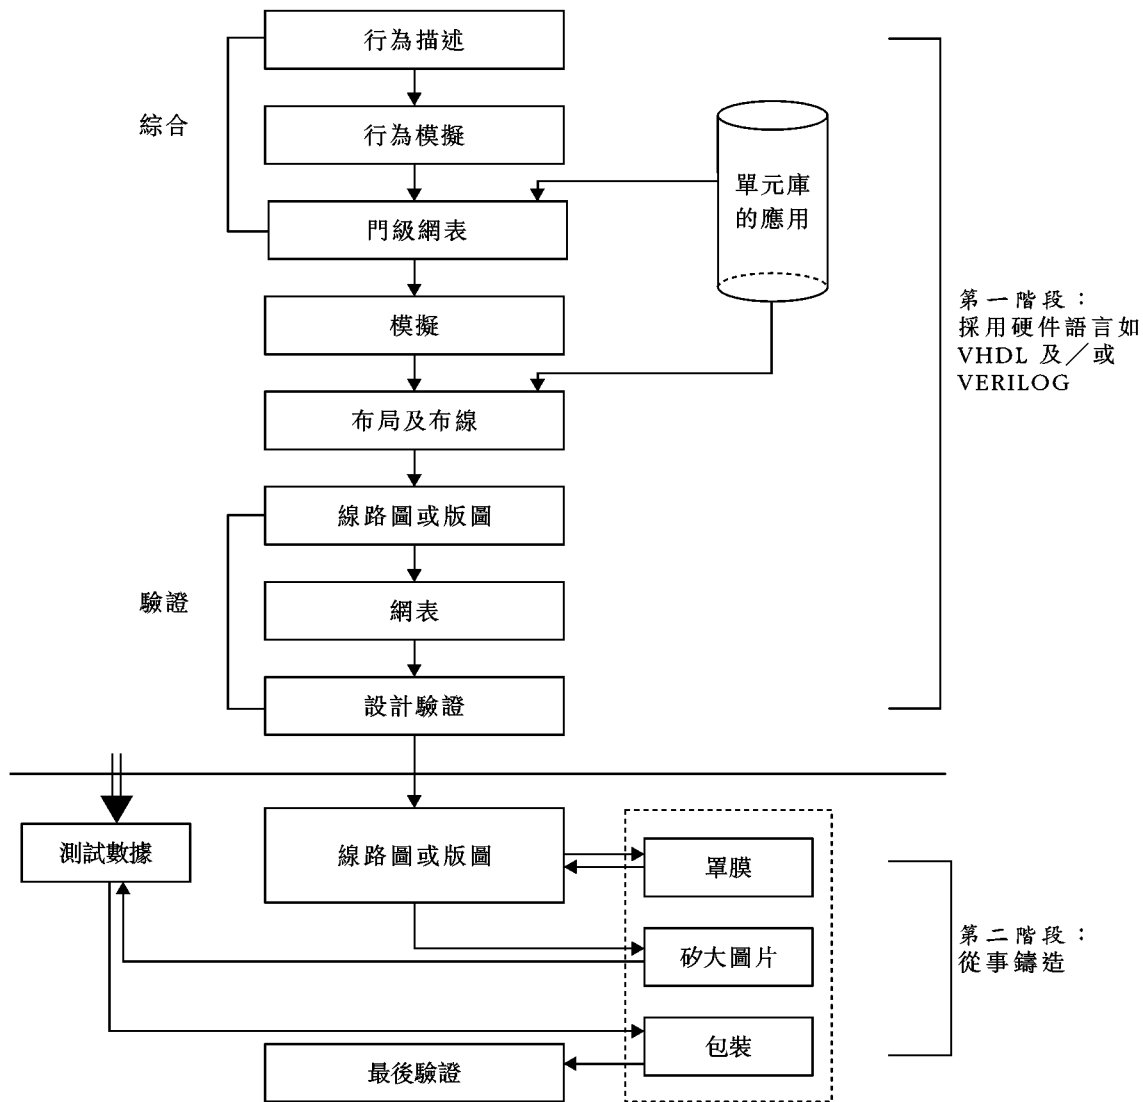 行為描述
綜合
行為模擬
單元庫
的應用
門級網表
模擬
第一階段：
採用硬件語言如
VHDL 及／或
VERILOG
布局及布線
線路圖或版圖
驗證
網表
設計驗證
測試數據
線路圖或版圖
罩膜
矽大圖片
第二階段：
從事鑄造
包裝
最後驗證